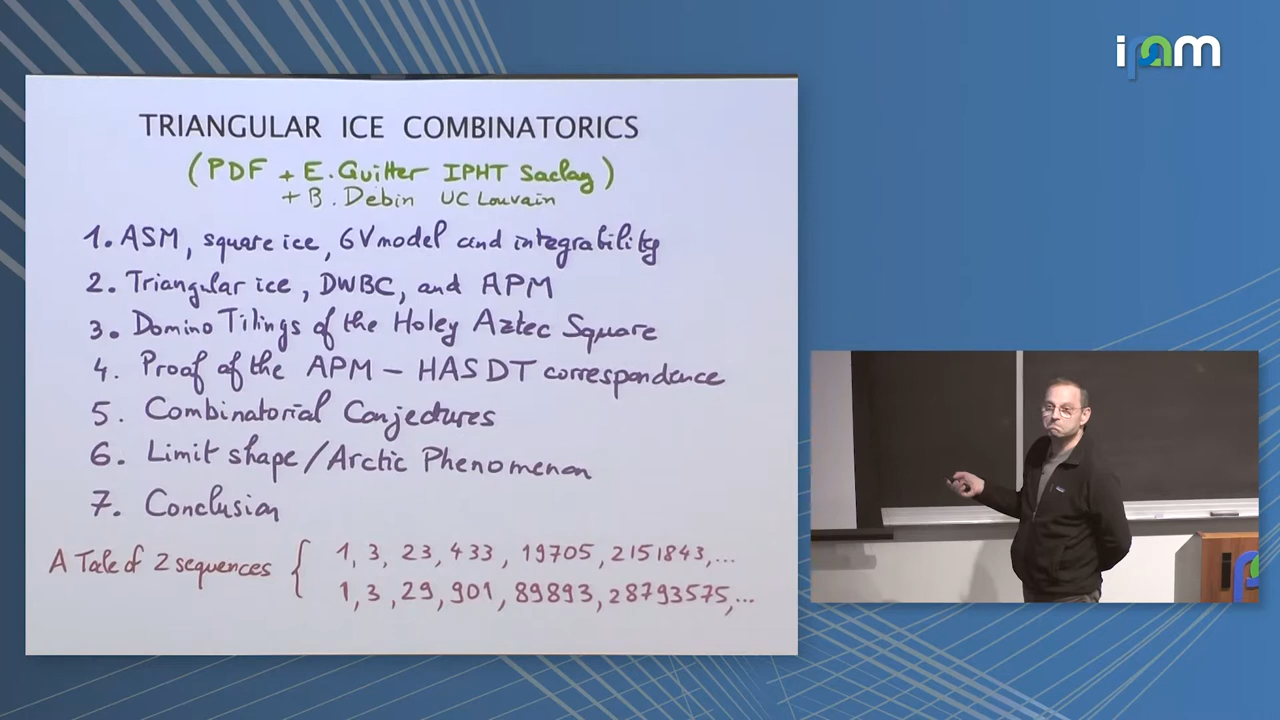 ipam
TRIANGULAR ICE COMBINATORICS
(PDF + E. Guitter IPHT Saclay)
+ B. Debin UC Louvain
1. ASM, square ice, 6V model and integrability
2. Triangular ice, DWBC, and APM
3. Domino Tilings of the Holey Aztec Square
4. Proof of the APM – HASDT correspondence
5. Combinatorial Conjectures
6. Limit shape/Arctic Phenomenon
7. Conclusion
A Tale of 2 sequences { 1, 3, 23, 433, 19705, 2151843, ...
1, 3, 29, 901, 89893, 28793575, ...